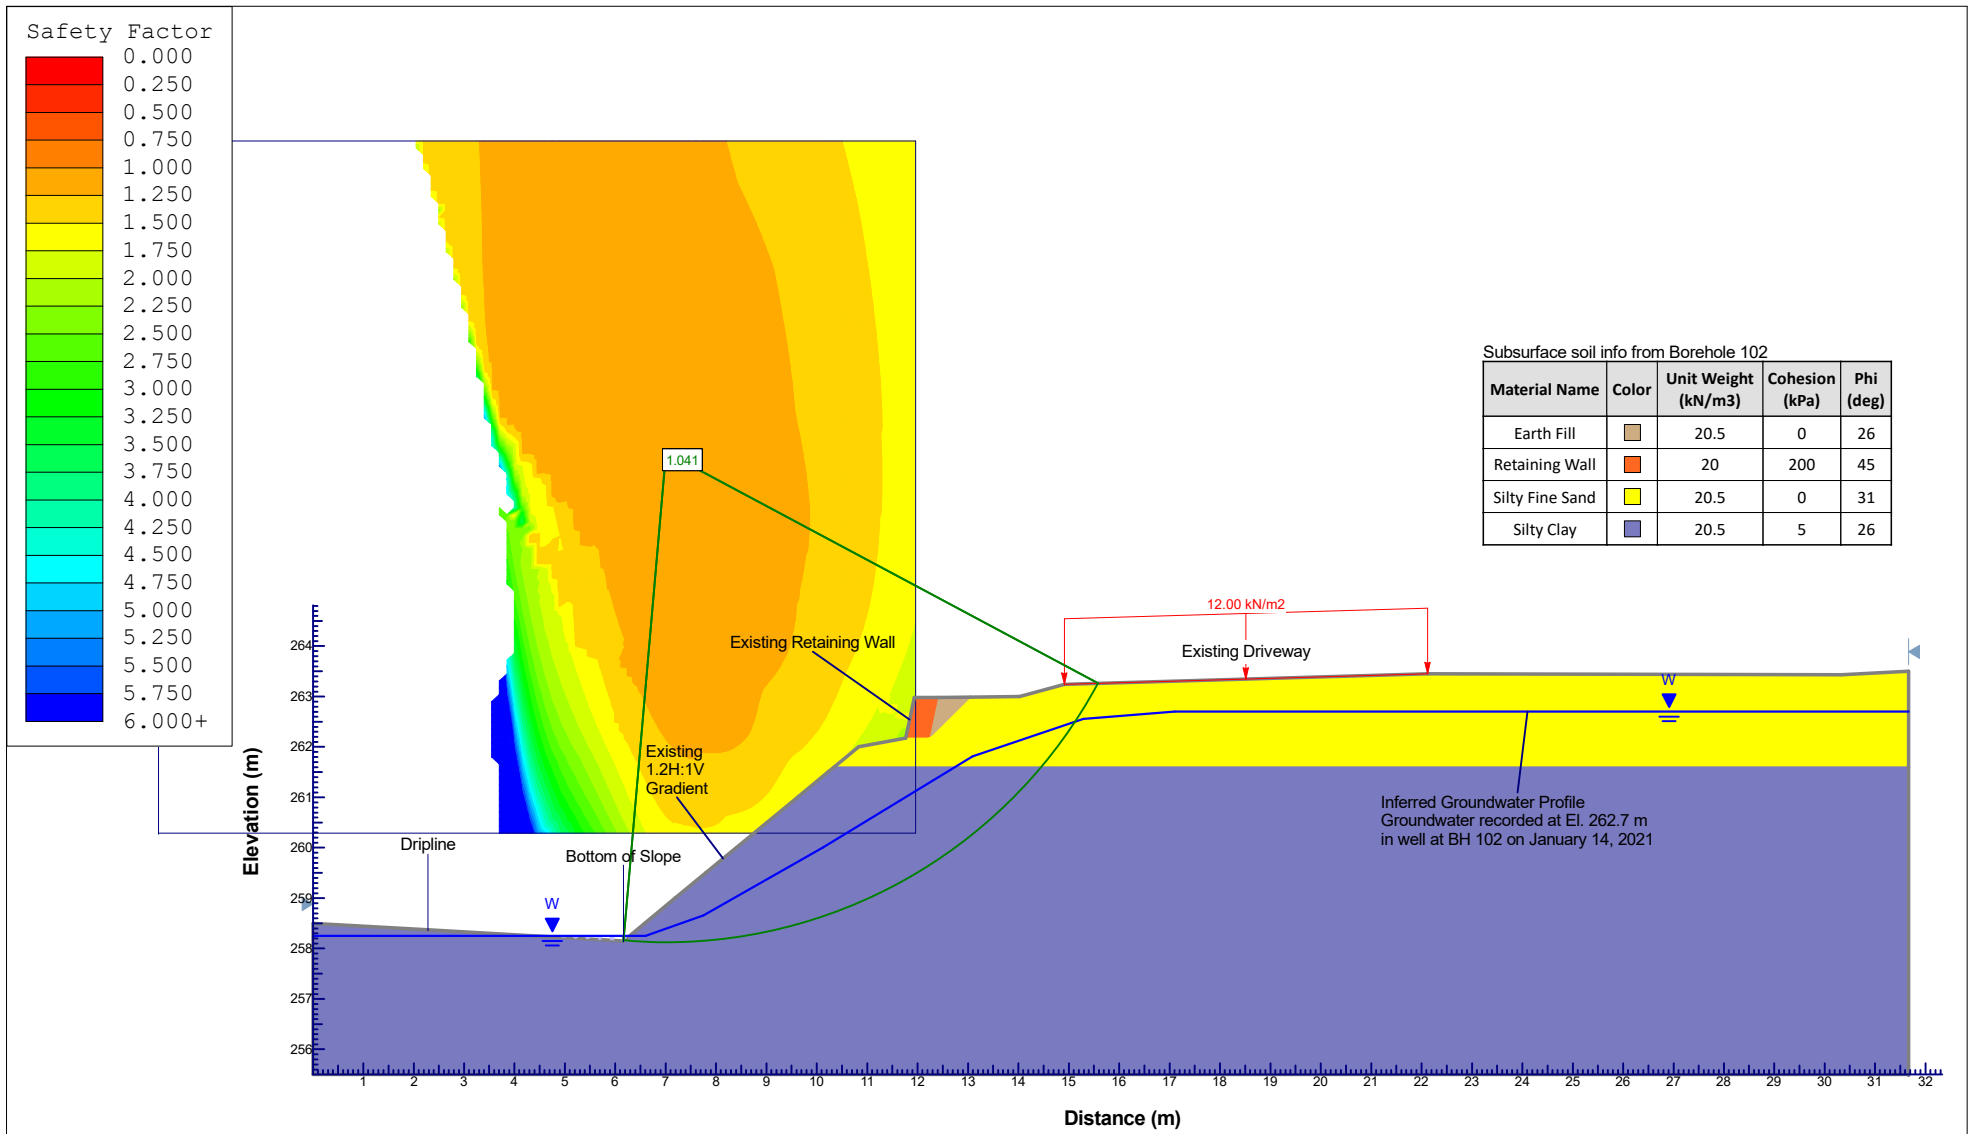 Safety Factor
0.000
0.250
0.500
0.750
1.000
1.250
1.500
1.750
2.000
2.250
2.500
2.750
3.000
3.250
3.500
3.750
4.000
4.250
4.500
4.750
5.000
5.250
5.500
5.750
6.000+
1.041
Subsurface soil info from Borehole 102
Material Name Color Unit Weight (kN/m3) Cohesion (kPa) Phi (deg)
Earth Fill 20.5 0 26
Retaining Wall 20 200 45
Silty Fine Sand 20.5 0 31
Silty Clay 20.5 5 26
12.00 kN/m2
Existing Driveway
Existing Retaining Wall
W
Existing
1.2H:1V
Gradient
Inferred Groundwater Profile
Groundwater recorded at El. 262.7 m
in well at BH 102 on January 14, 2021
Dripline
Bottom of Slope
W
Elevation (m)
264
263
262
261
260
259
258
257
256
1 2 3 4 5 6 7 8 9 10 11 12 13 14 15 16 17 18 19 20 21 22 23 24 25 26 27 28 29 30 31 32
Distance (m)